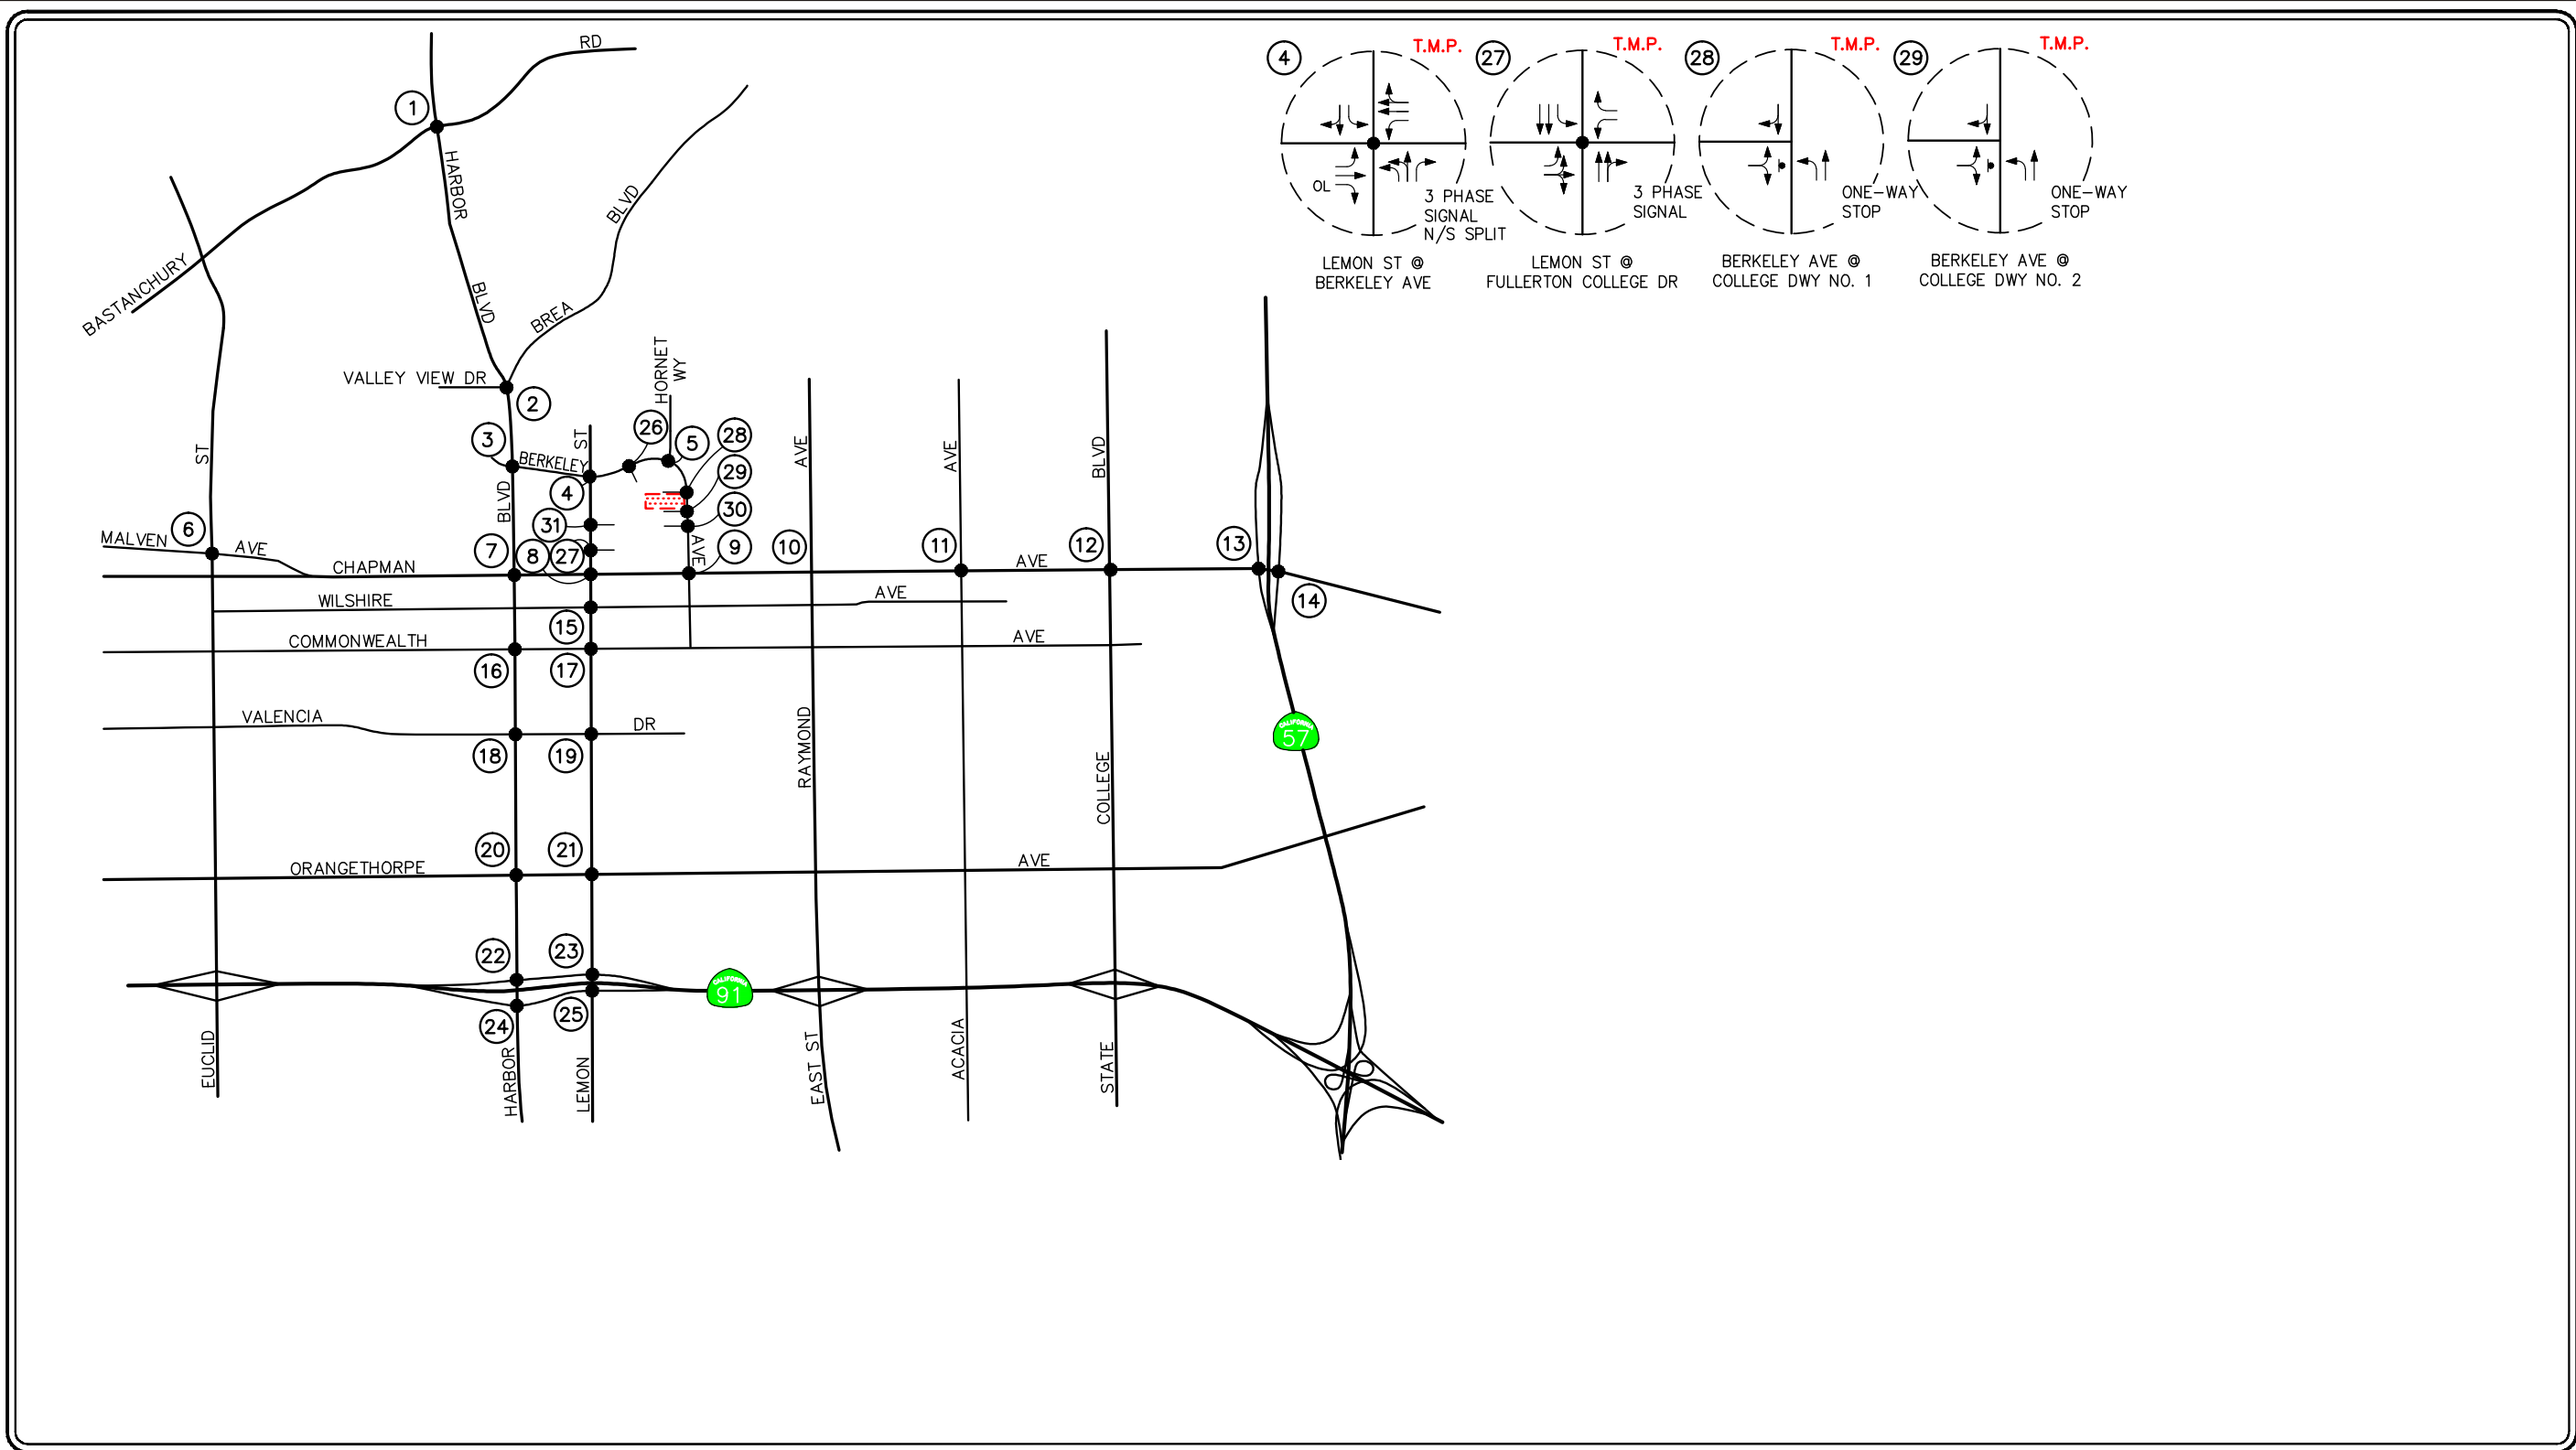 4
T.M.P.
OL
3 PHASE
SIGNAL
N/S SPLIT
LEMON ST @
BERKELEY AVE
27
T.M.P.
3 PHASE
SIGNAL
LEMON ST @
FULLERTON COLLEGE DR
28
T.M.P.
ONE-WAY
STOP
BERKELEY AVE @
COLLEGE DWY NO. 1
29
T.M.P.
ONE-WAY
STOP
BERKELEY AVE @
COLLEGE DWY NO. 2
RD
1
HARBOR
BLVD
BASTANCHURY
BLVD
BREA
VALLEY VIEW DR
2
HORNET
WY
ST
3
BERKELEY
ST
26
5
28
29
30
4
BLVD
31
AVE
AVE
AVE
BLVD
6
MALVEN
AVE
7
8
27
9
10
11
12
13
14
CHAPMAN
AVE
WILSHIRE
AVE
15
COMMONWEALTH
AVE
16
17
VALENCIA
DR
18
19
RAYMOND
COLLEGE
CALIFORNIA
57
20
21
ORANGETHORPE
AVE
22
23
CALIFORNIA
91
24
25
EUCLID
HARBOR
LEMON
EAST ST
ACACIA
STATE